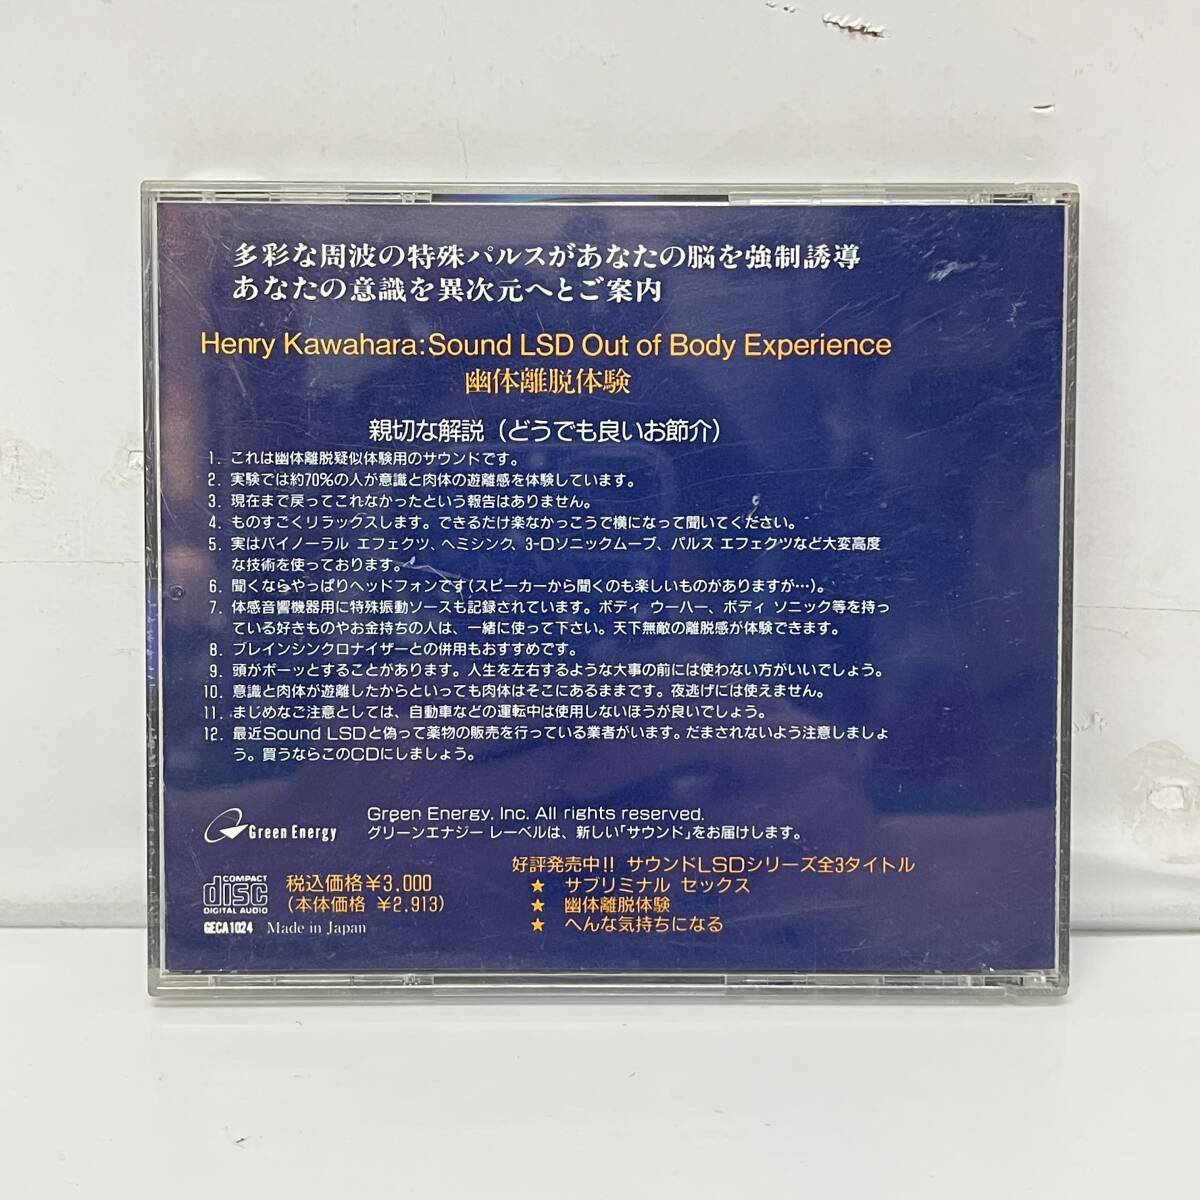 多彩な周波の特殊パルスがあなたの脳を強制誘導
あなたの意識を異次元へとご案内
Henry Kawahara:Sound LSD Out of Body Experience
幽体離脱体験
親切な解説（どうでも良いお節介）
1. これは幽体離脱疑似体験用のサウンドです。
2. 実験では約70%の人が意識と肉体の遊離感を体験しています。
3. 現在まで戻ってこれなかったという報告はありません。
4. ものすごくリラックスします。できるだけ楽なかっこうで横になって聞いてください。
5. 実はバイノーラル エフェクツ、ヘミシンク、3-Dソニックムーブ、パルス エフェクツなど大変高度
な技術を使っております。
6. 聞くならやっぱりヘッドフォンです(スピーカーから聞くのも楽しいものがありますが…)。
7. 体感音響機器用に特殊振動ソースも記録されています。ボディ ウーハー、ボディ ソニック等を持っ
ている好きものやお金持ちの人は、一緒に使って下さい。天下無敵の離脱感が体験できます。
8. ブレインシンクロナイザーとの併用もおすすめです。
9. 頭がボーッとすることがあります。人生を左右するような大事の前には使わない方がいいでしょう。
10. 意識と肉体が遊離したからといっても肉体はそこにあるままです。夜逃げには使えません。
11. まじめなご注意としては、自動車などの運転中は使用しないほうが良いでしょう。
12. 最近Sound LSDと偽って薬物の販売を行っている業者がいます。だまされないよう注意しましょ
う。買うならこのCDにしましょう。
Green Energy
Green Energy, Inc. All rights reserved.
グリーンエナジー レーベルは、新しい「サウンド」をお届けします。
COMPACT
disc
DIGITAL AUDIO
税込価格¥3,000
(本体価格 ¥2,913)
GECA1024 Made in Japan
好評発売中!! サウンドLSDシリーズ全3タイトル
★ サブリミナル セックス
★ 幽体離脱体験
★ へんな気持ちになる